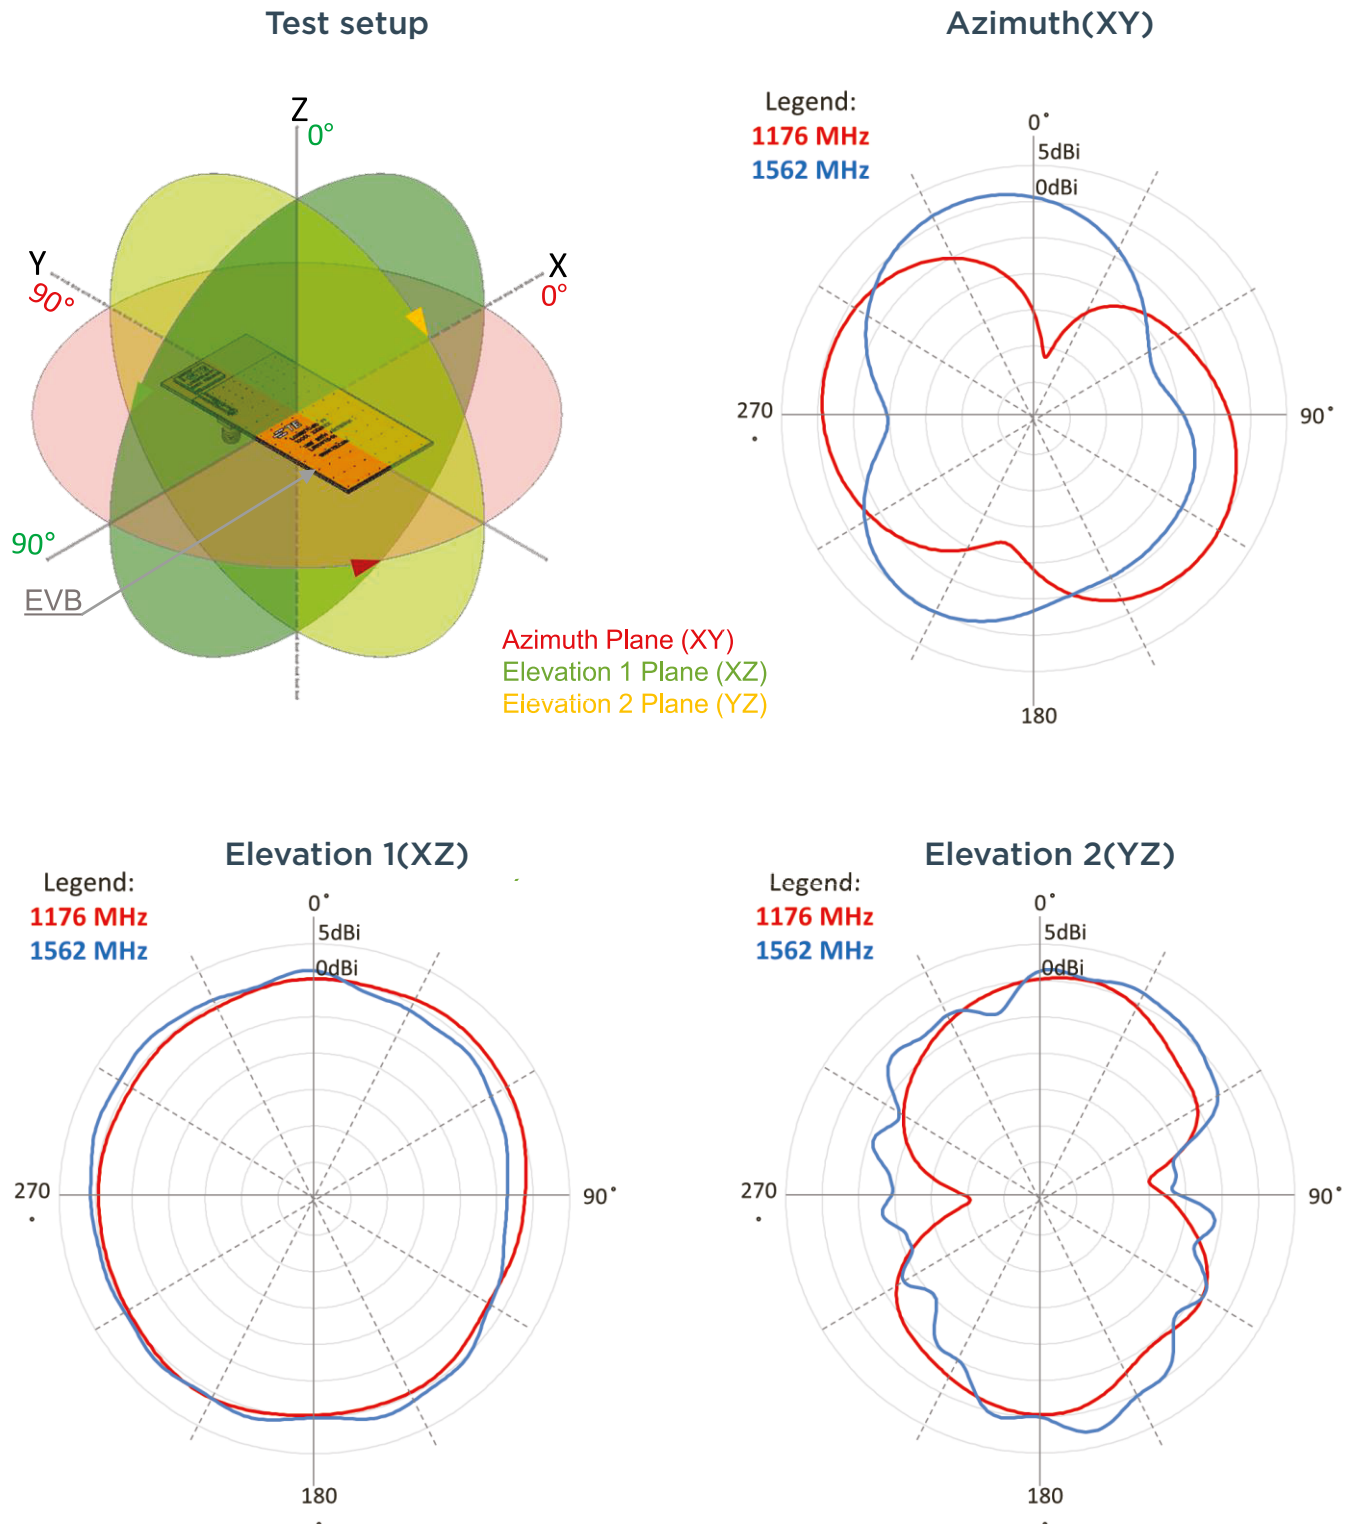 Test setup
Azimuth(XY)
Z
0°
Y
90°
X
0°
90°
EVB
Azimuth Plane (XY)
Elevation 1 Plane (XZ)
Elevation 2 Plane (YZ)
Legend:
1176 MHz
1562 MHz
0°
5dBi
0dBi
270°
90°
180
Elevation 1(XZ)
Legend:
1176 MHz
1562 MHz
0°
5dBi
0dBi
270°
90°
180°
Elevation 2(YZ)
Legend:
1176 MHz
1562 MHz
0°
5dBi
0dBi
270°
90°
180°